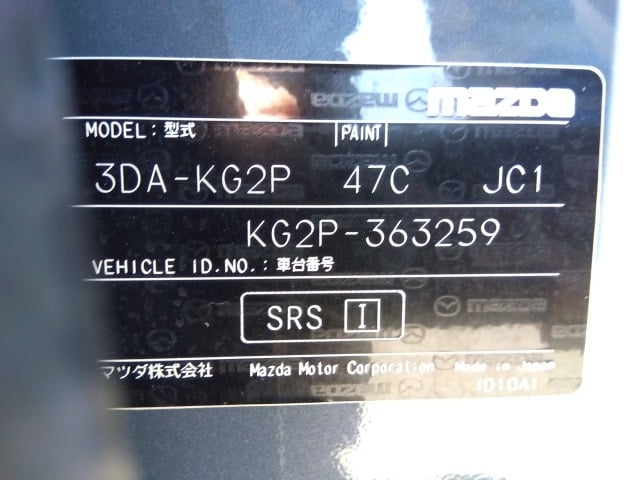 mazda
MODEL: 型式 PAINT
3DA-KG2P 47C JC1
KG2P-363259
VEHICLE ID.NO.: 車台番号
SRS I
マツダ株式会社 Mazda Motor Corporation Made in Japan
(D10A)